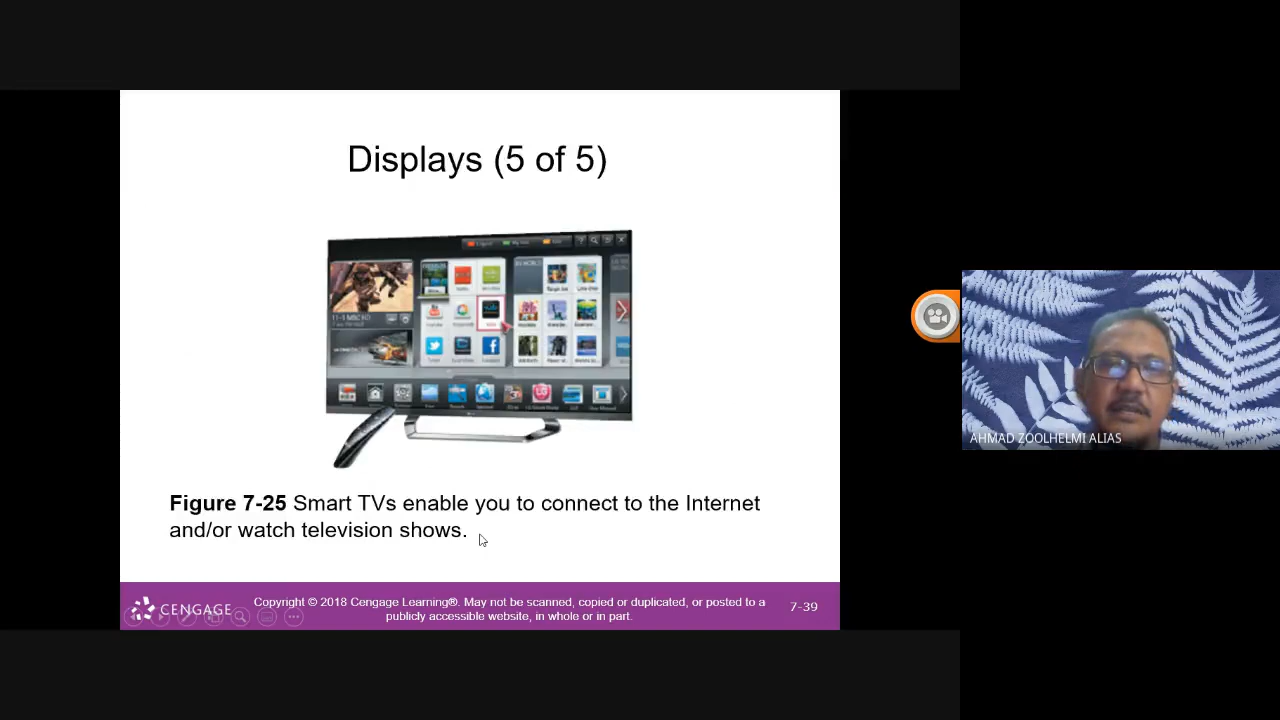 Displays (5 of 5)
Figure 7-25 Smart TVs enable you to connect to the Internet
and/or watch television shows.
CENGAGE
Copyright © 2018 Cengage Learning®. May not be scanned, copied or duplicated, or posted to a
publicly accessible website, in whole or in part.
7-39
AHMAD ZOOLHELMI ALIAS